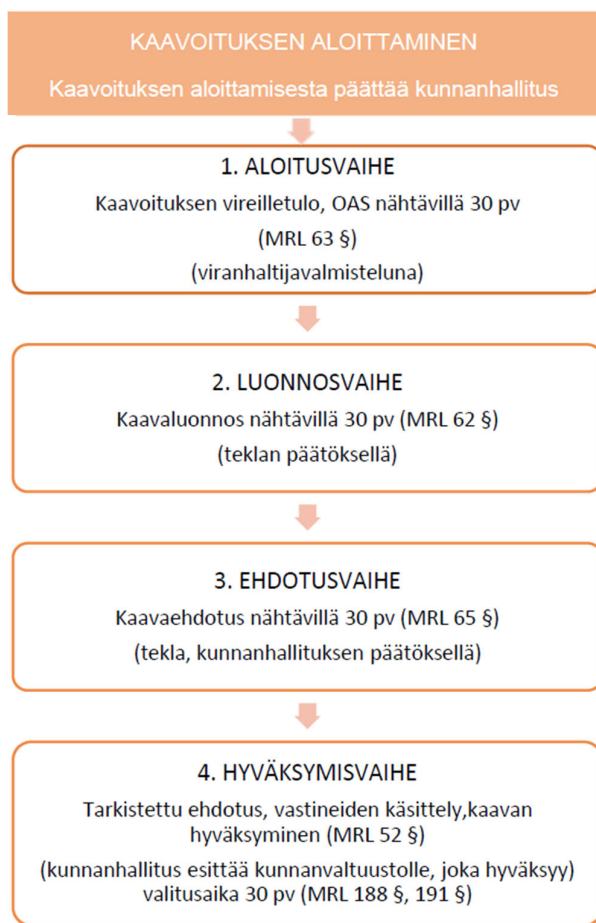 KAAVOITUKSEN ALOITTAMINEN
Kaavoituksen aloittamisesta päättää kunnanhallitus
1. ALOITUSVAIHE
Kaavoituksen vireilletulo, OAS nähtävillä 30 pv
(MRL 63 §)
(viranhaltijavalmisteluna)
2. LUONNOSVAIHE
Kaavaluonnos nähtävillä 30 pv (MRL 62 §)
(teklan päätöksellä)
3. EHDOTUSVAIHE
Kaavaehdotus nähtävillä 30 pv (MRL 65 §)
(tekla, kunnanhallituksen päätöksellä)
4. HYVÄKSYMISVAIHE
Tarkistettu ehdotus, vastineiden käsittely,kaavan
hyväksyminen (MRL 52 §)
(kunnanhallitus esittää kunnanvaltuustolle, joka hyväksyy)
valitusaika 30 pv (MRL 188 §, 191 §)